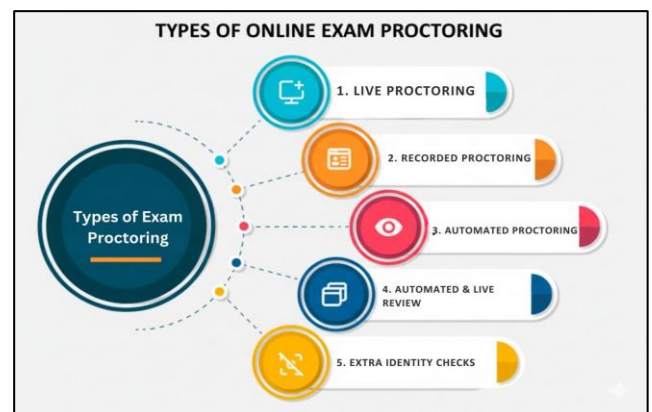 TYPES OF ONLINE EXAM PROCTORING
Types of Exam
Proctoring
1. LIVE PROCTORING
2. RECORDED PROCTORING
3. AUTOMATED PROCTORING
4. AUTOMATED & LIVE
REVIEW
5. EXTRA IDENTITY CHECKS